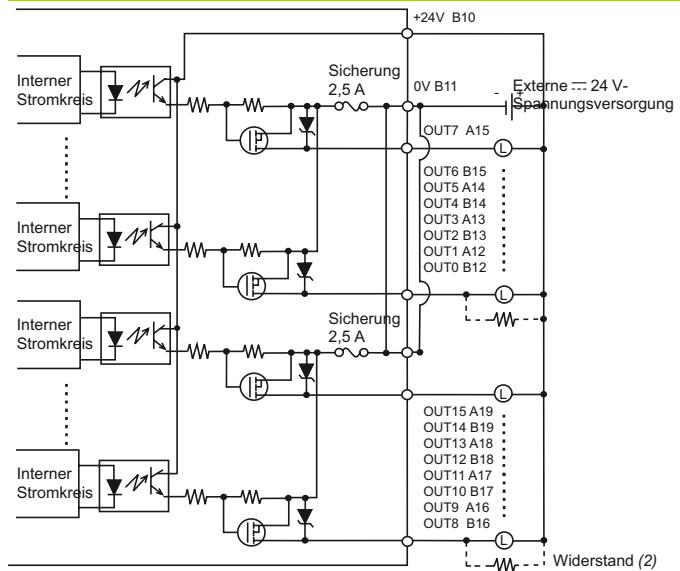 +24V B10
Interner
Stromkreis
Sicherung
2,5 A
0V B11
- +
Externe ⎓ 24 V-
Spannungsversorgung
OUT7 A15
L
OUT6 B15
OUT5 A14
OUT4 B14
OUT3 A13
OUT2 B13
OUT1 A12
OUT0 B12
Interner
Stromkreis
L
Interner
Stromkreis
Sicherung
2,5 A
L
OUT15 A19
OUT14 B19
OUT13 A18
OUT12 B18
OUT11 A17
OUT10 B17
OUT9 A16
OUT8 B16
Interner
Stromkreis
L
Widerstand (2)